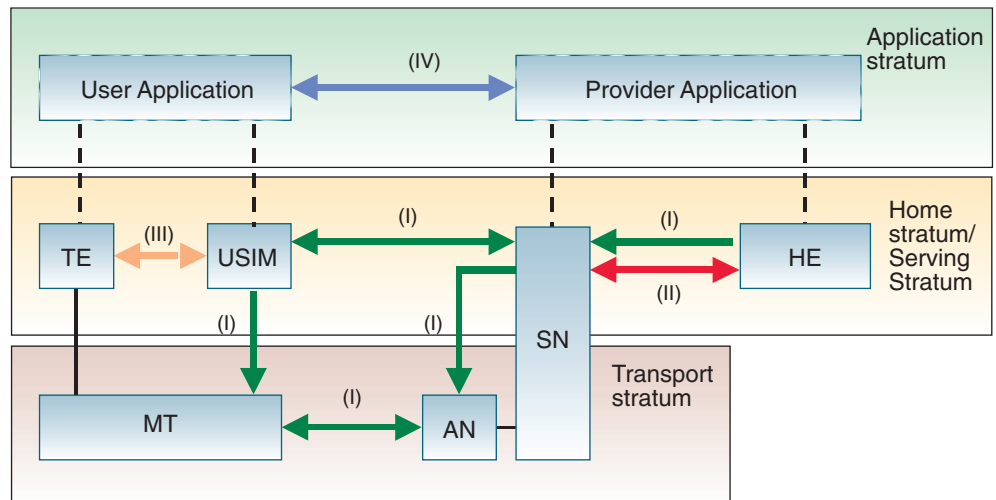 Application
stratum
(IV)
User Application
Provider Application
Home
stratum/
Serving
Stratum
(I)
(I)
(III)
TE
USIM
HE
(II)
(I)
(I)
SN
Transport
stratum
(I)
MT
AN